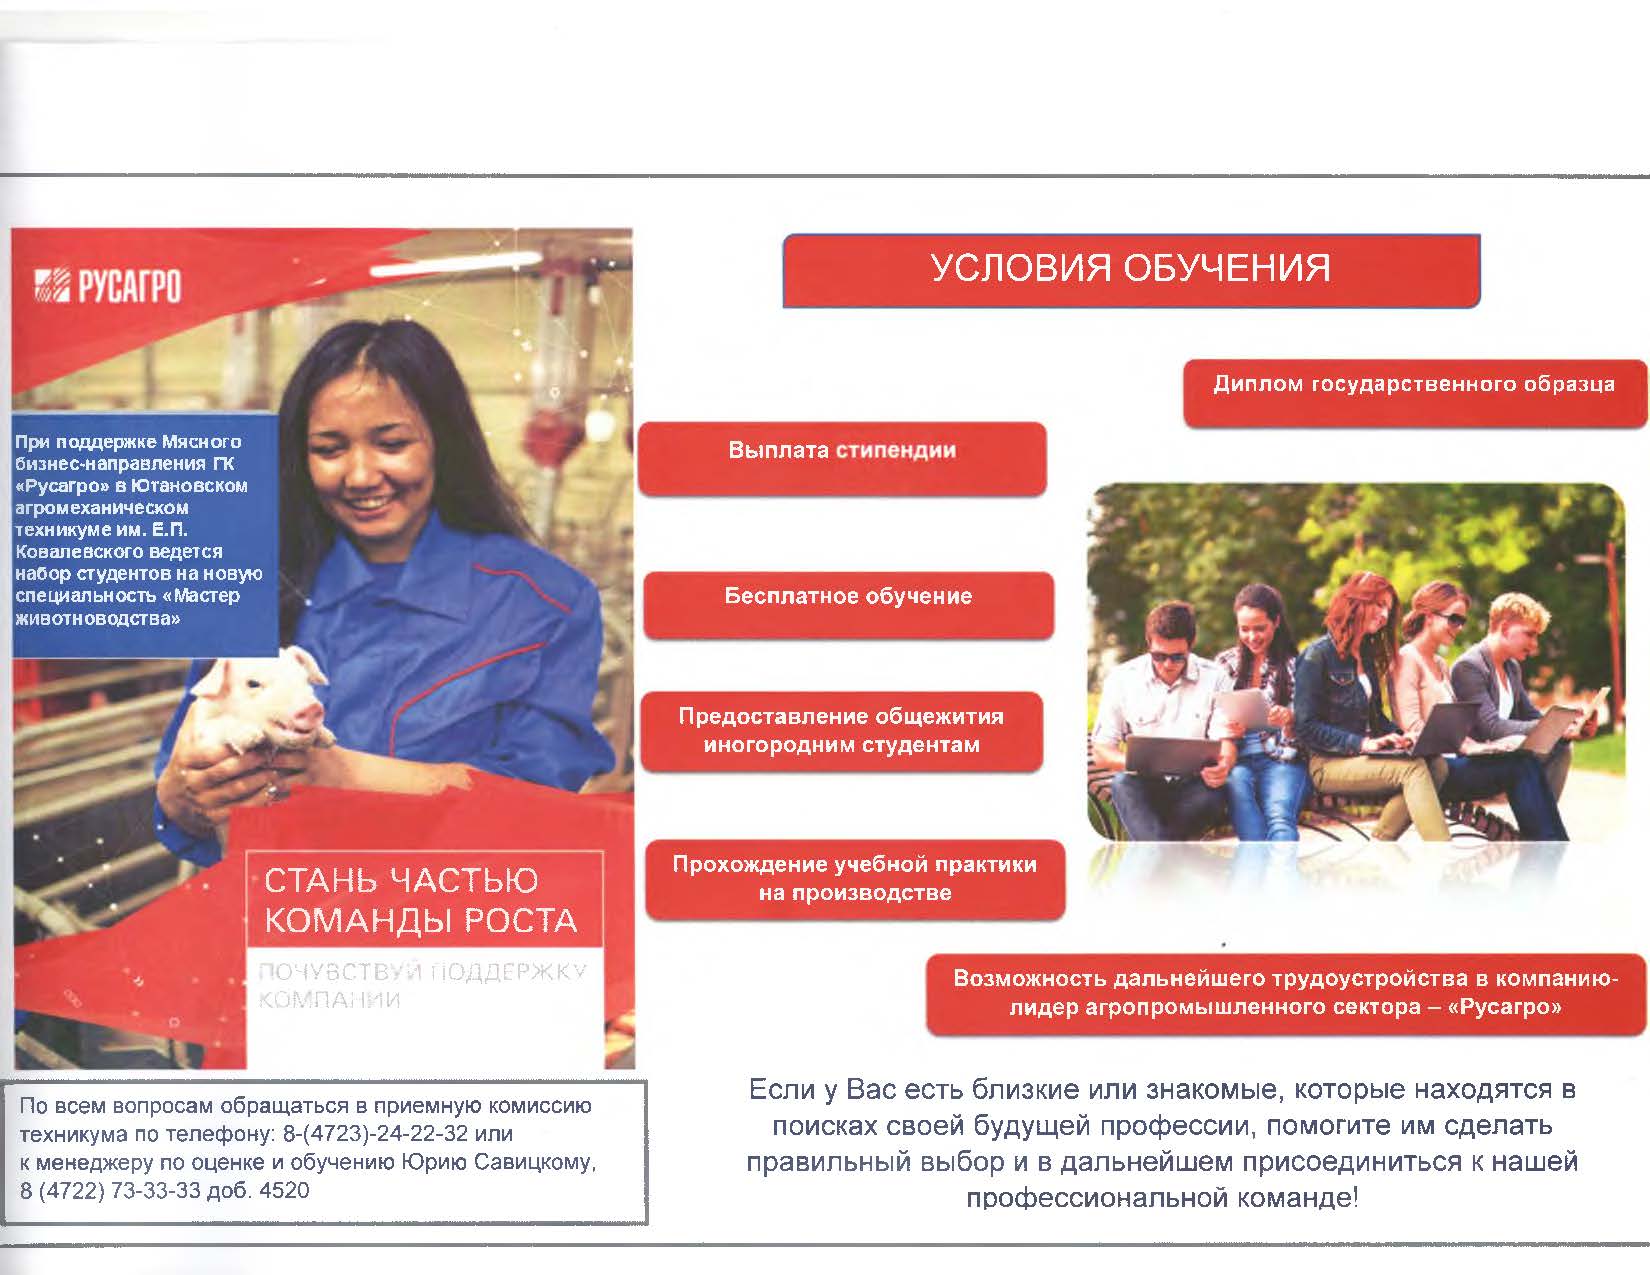 РУСАГРО
При поддержке Мясного
бизнес-направления ГК
«Русагро» в Ютановском
агромеханическом
техникуме им. Е.П.
Ковалевского ведется
набор студентов на новую
специальность «Мастер
животноводства»
СТАНЬ ЧАСТЬЮ
КОМАНДЫ РОСТА
ПОЧУВСТВУЙ ПОДДЕРЖКУ
КОМПАНИИ
По всем вопросам обращаться в приемную комиссию
техникума по телефону: 8-(4723)-24-22-32 или
к менеджеру по оценке и обучению Юрию Савицкому,
8 (4722) 73-33-33 доб. 4520
УСЛОВИЯ ОБУЧЕНИЯ
Диплом государственного образца
Выплата стипендии
Бесплатное обучение
Предоставление общежития
иногородним студентам
Прохождение учебной практики
на производстве
Возможность дальнейшего трудоустройства в компанию-
лидер агропромышленного сектора – «Русагро»
Если у Вас есть близкие или знакомые, которые находятся в
поисках своей будущей профессии, помогите им сделать
правильный выбор и в дальнейшем присоединиться к нашей
профессиональной команде!